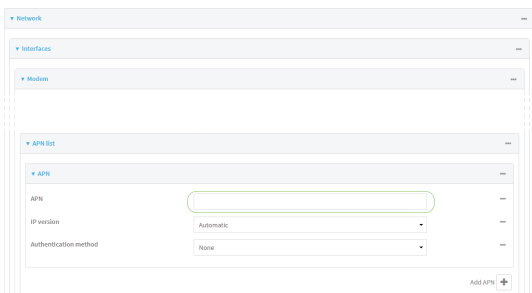 Network
Interfaces
Modem
APN list
APN
APN
IP version Automatic
Authentication method None
Add APN